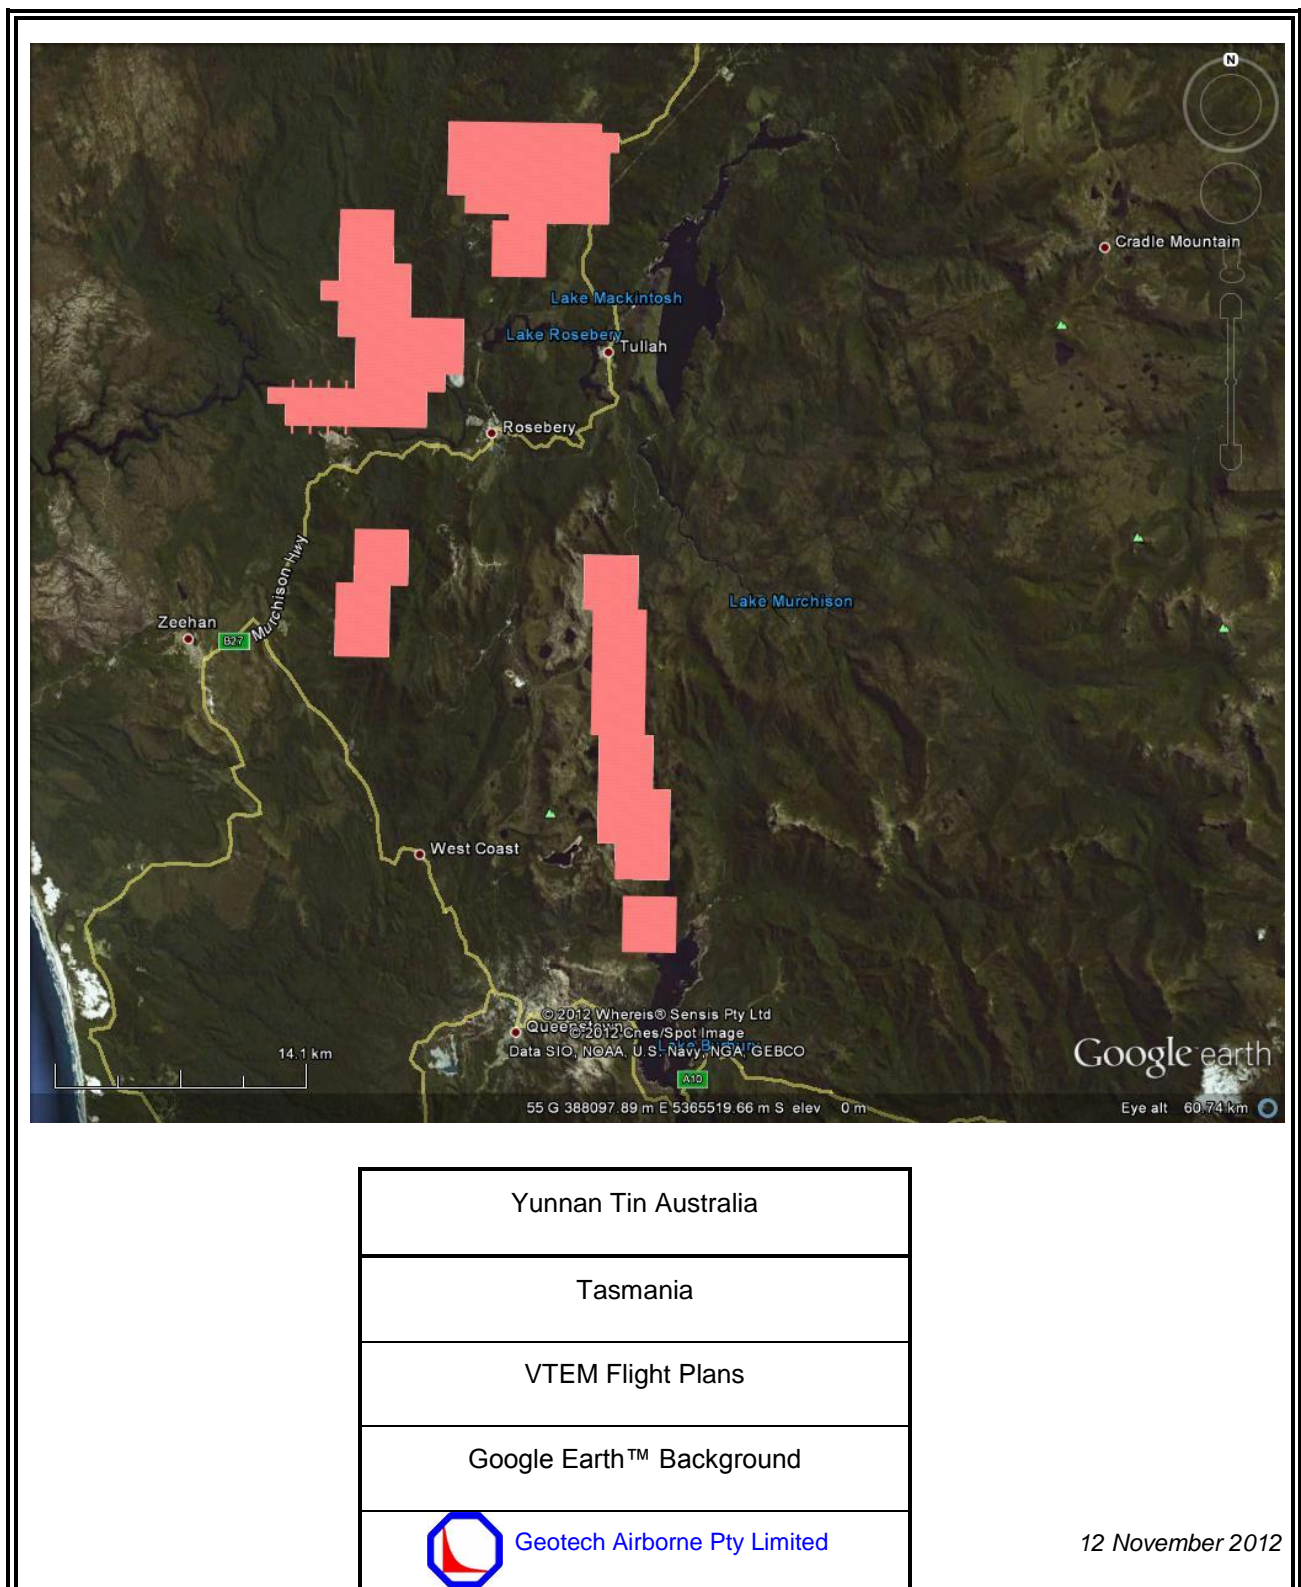 N
Cradle Mountain
Lake Mackintosh
Lake Rosebery
Tullah
Rosebery
Murchison Hwy
Lake Murchison
Zeehan
B27
West Coast
© 2012 Whereis® Sensis Pty Ltd
Queenstown
© 2012 Cnes/Spot Image
Lake Burbury
Data SIO, NOAA, U.S. Navy, NGA, GEBCO
14.1 km
Google earth
A10
55 G 388097.89 m E 5365519.66 m S elev 0 m
Eye alt 60.74 km
Yunnan Tin Australia
Tasmania
VTEM Flight Plans
Google Earth™ Background
Geotech Airborne Pty Limited
12 November 2012